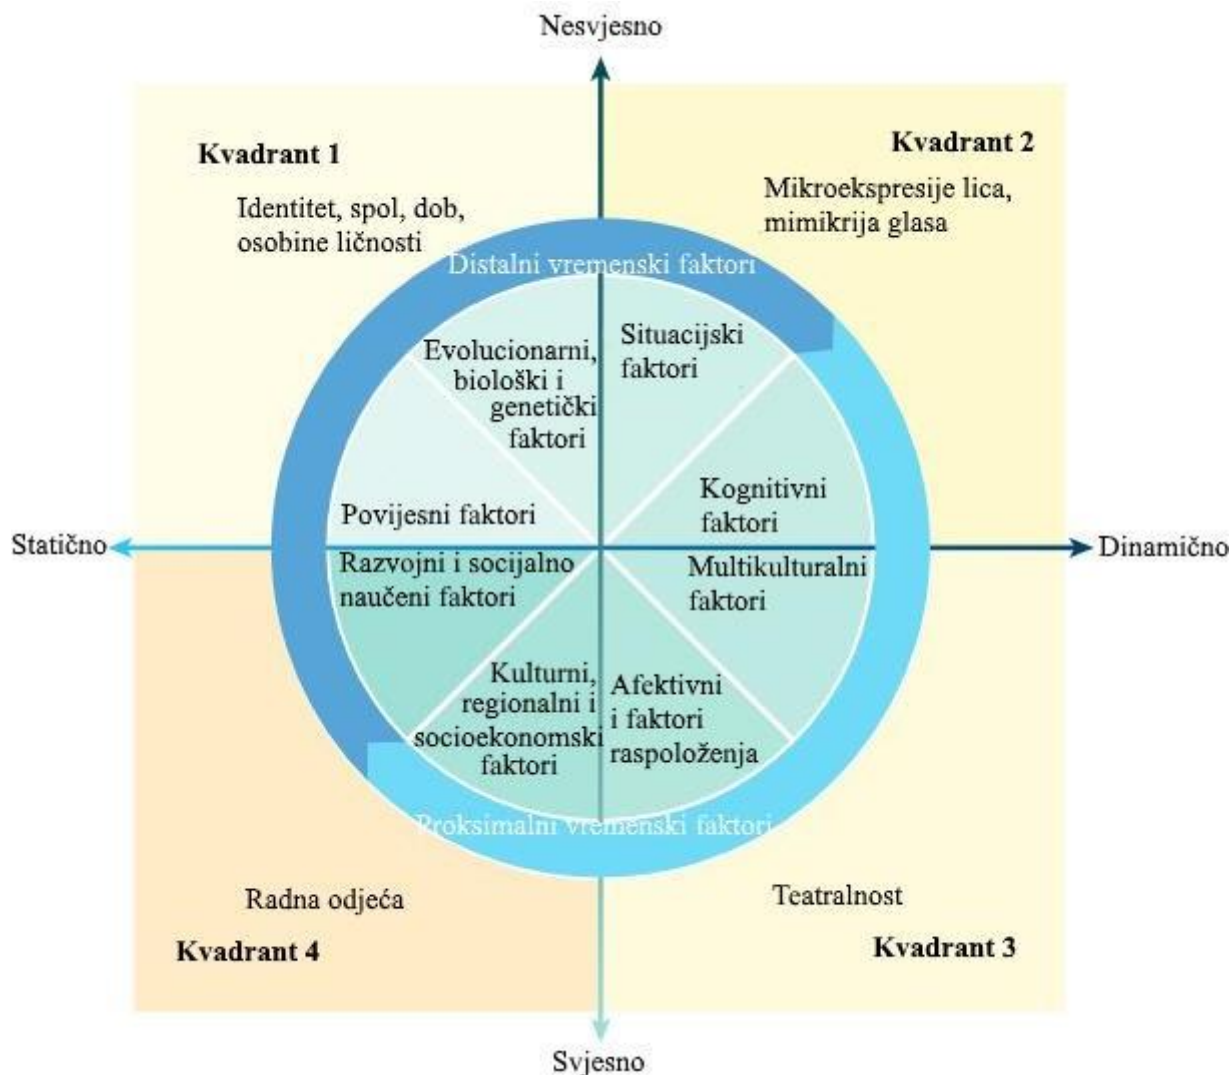 Nesvjesno
Kvadrant 1
Identitet, spol, dob,
osobine ličnosti
Kvadrant 2
Mikroekspresije lica,
mimikrija glasa
Distalni vremenski faktori
Evolucionarni,
biološki i
genetički
faktori
Situacijski
faktori
Povijesni faktori
Kognitivni
faktori
Statično
Dinamično
Razvojni i socijalno
naučeni faktori
Multikulturalni
faktori
Kulturni,
regionalni i
socioekonomski
faktori
Afektivni
i faktori
raspoloženja
Proksimalni vremenski faktori
Radna odjeća
Kvadrant 4
Teatralnost
Kvadrant 3
Svjesno